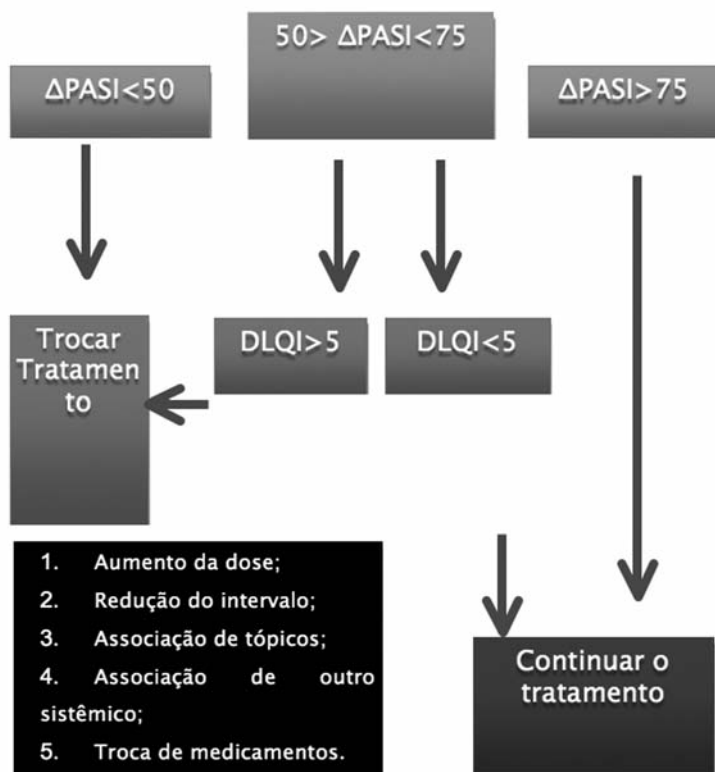 50> ΔPASI<75
ΔPASI<50
ΔPASI>75
Trocar
Tratamen
to
DLQI>5
DLQI<5
1. Aumento da dose;
2. Redução do intervalo;
3. Associação de tópicos;
4. Associação de outro
sistêmico;
5. Troca de medicamentos.
Continuar o
tratamento